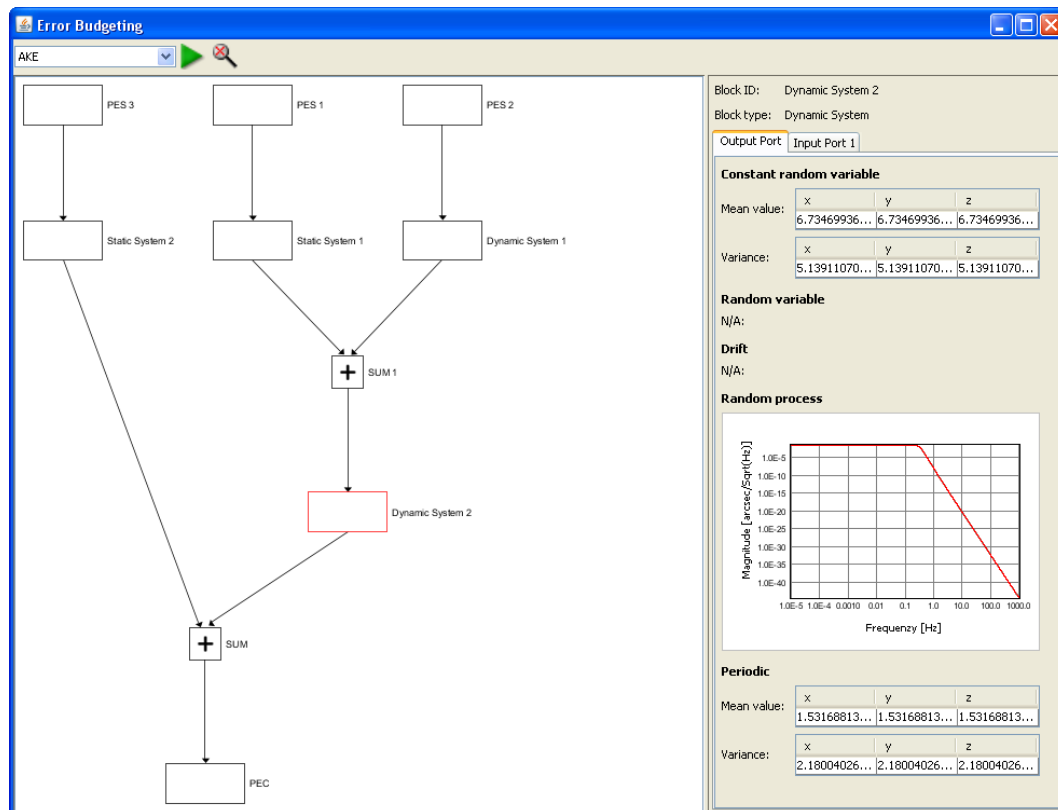 Error Budgeting
AKE
PES 3
PES 1
PES 2
Static System 2
Static System 1
Dynamic System 1
+
SUM 1
Dynamic System 2
+
SUM
PEC
Block ID: Dynamic System 2
Block type: Dynamic System
Output Port Input Port 1
Constant random variable
x y z
Mean value: 6.73469936... 6.73469936... 6.73469936...
x y z
Variance: 5.13911070... 5.13911070... 5.13911070...
Random variable
N/A:
Drift
N/A:
Random process
Magnitude [arcsec/Sqrt(Hz)]
1.0E-5
1.0E-10
1.0E-15
1.0E-20
1.0E-25
1.0E-30
1.0E-35
1.0E-40
1.0E-5 1.0E-4 0.0010 0.01 0.1 1.0 10.0 100.0 1000.0
Frequenzy [Hz]
Periodic
x y z
Mean value: 1.53168813... 1.53168813... 1.53168813...
x y z
Variance: 2.18004026... 2.18004026... 2.18004026...